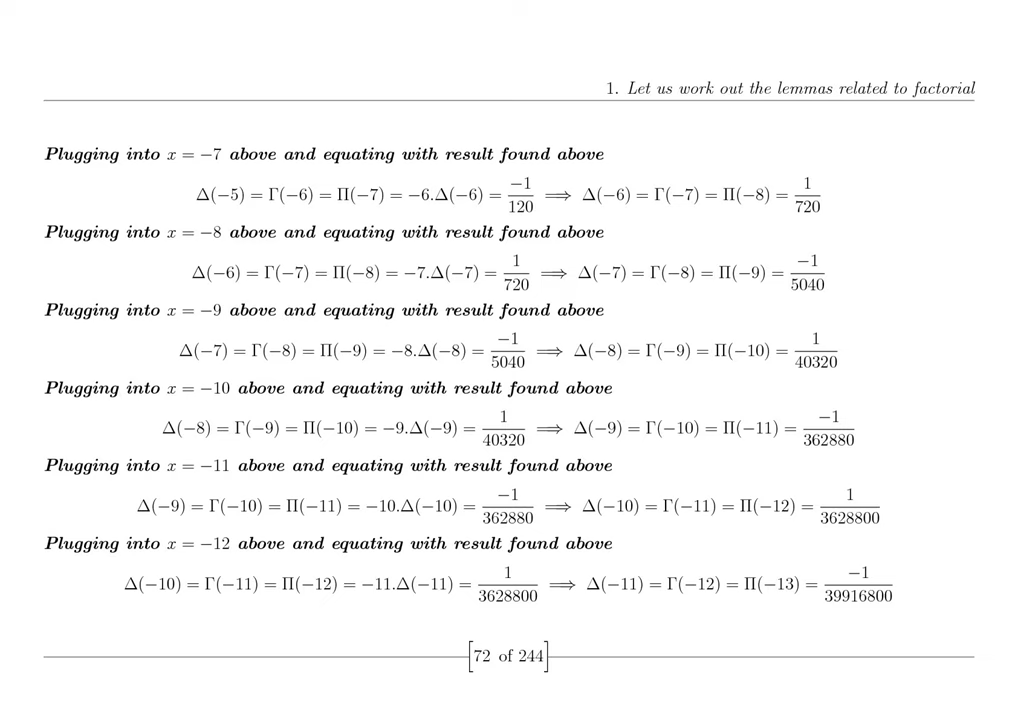 1. Let us work out the lemmas related to factorial
Plugging into x = −7 above and equating with result found above
Δ(−5) = Γ(−6) = Π(−7) = −6.Δ(−6) = −1/120 ⟹ Δ(−6) = Γ(−7) = Π(−8) = 1/720
Plugging into x = −8 above and equating with result found above
Δ(−6) = Γ(−7) = Π(−8) = −7.Δ(−7) = 1/720 ⟹ Δ(−7) = Γ(−8) = Π(−9) = −1/5040
Plugging into x = −9 above and equating with result found above
Δ(−7) = Γ(−8) = Π(−9) = −8.Δ(−8) = −1/5040 ⟹ Δ(−8) = Γ(−9) = Π(−10) = 1/40320
Plugging into x = −10 above and equating with result found above
Δ(−8) = Γ(−9) = Π(−10) = −9.Δ(−9) = 1/40320 ⟹ Δ(−9) = Γ(−10) = Π(−11) = −1/362880
Plugging into x = −11 above and equating with result found above
Δ(−9) = Γ(−10) = Π(−11) = −10.Δ(−10) = −1/362880 ⟹ Δ(−10) = Γ(−11) = Π(−12) = 1/3628800
Plugging into x = −12 above and equating with result found above
Δ(−10) = Γ(−11) = Π(−12) = −11.Δ(−11) = 1/3628800 ⟹ Δ(−11) = Γ(−12) = Π(−13) = −1/39916800
[72 of 244]